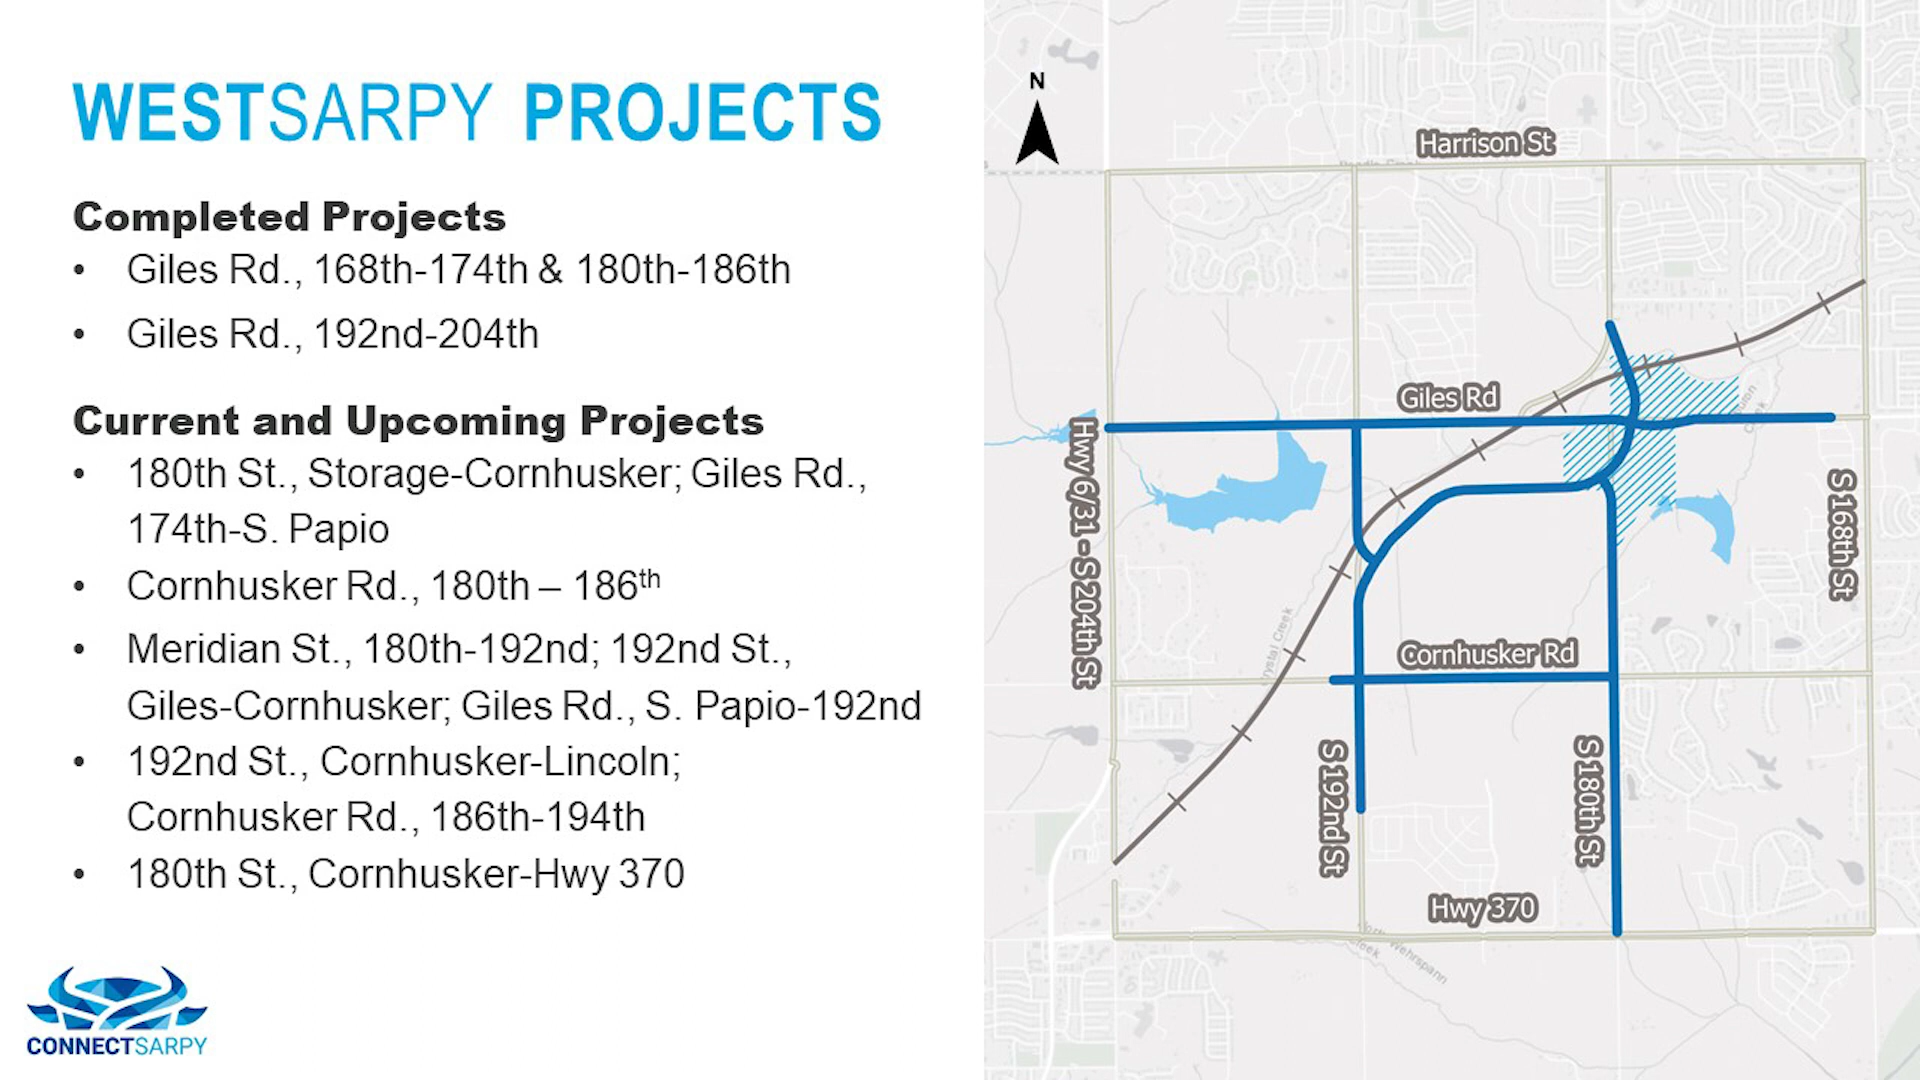 WESTSARPY PROJECTS
Completed Projects
• Giles Rd., 168th-174th & 180th-186th
• Giles Rd., 192nd-204th
Current and Upcoming Projects
• 180th St., Storage-Cornhusker; Giles Rd.,
174th-S. Papio
• Cornhusker Rd., 180th – 186th
• Meridian St., 180th-192nd; 192nd St.,
Giles-Cornhusker; Giles Rd., S. Papio-192nd
• 192nd St., Cornhusker-Lincoln;
Cornhusker Rd., 186th-194th
• 180th St., Cornhusker-Hwy 370
CONNECTSARPY
N
Harrison St
Giles Rd
Hwy 6/31 - S 204th St
S 168th St
Cornhusker Rd
S 192nd St
S 180th St
Hwy 370
Creek
Wehrspann
Creek